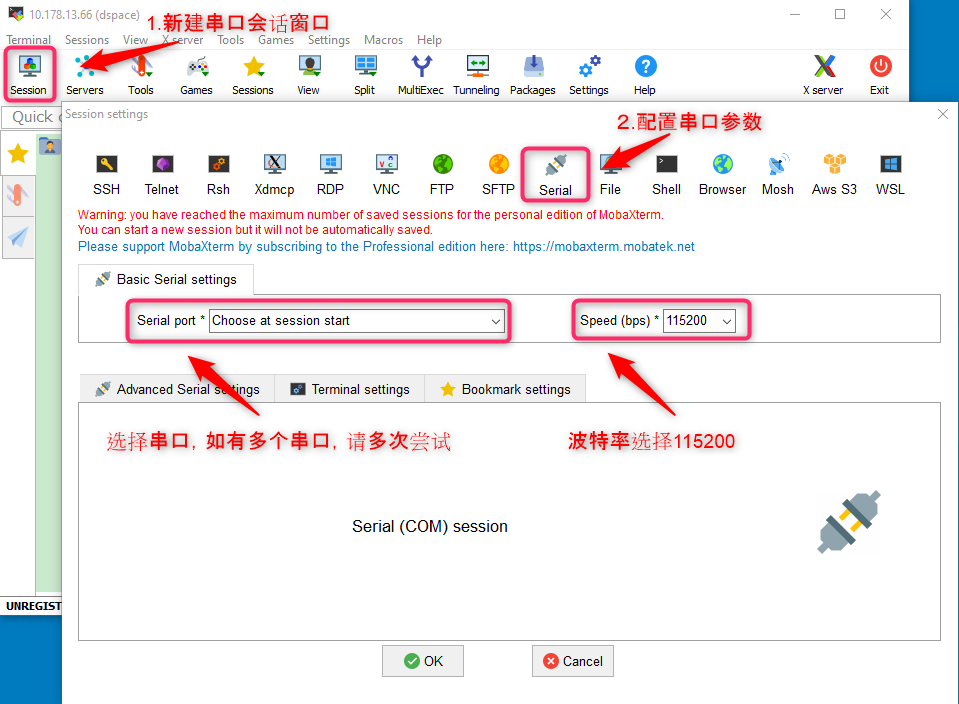 10.178.13.66 (dspace)
1.新建串口会话窗口
Terminal Sessions View X server Tools Games Settings Macros Help
Session Servers Tools Games Sessions View Split MultiExec Tunneling Packages Settings Help X server Exit
Quick
Session settings
2.配置串口参数
SSH Telnet Rsh Xdmcp RDP VNC FTP SFTP Serial File Shell Browser Mosh Aws S3 WSL
Warning: you have reached the maximum number of saved sessions for the personal edition of MobaXterm.
You can start a new session but it will not be automatically saved.
Please support MobaXterm by subscribing to the Professional edition here: https://mobaxterm.mobatek.net
Basic Serial settings
Serial port * Choose at session start Speed (bps) * 115200
Advanced Serial settings Terminal settings Bookmark settings
选择串口, 如有多个串口, 请多次尝试 波特率选择115200
Serial (COM) session
UNREGIST
OK Cancel